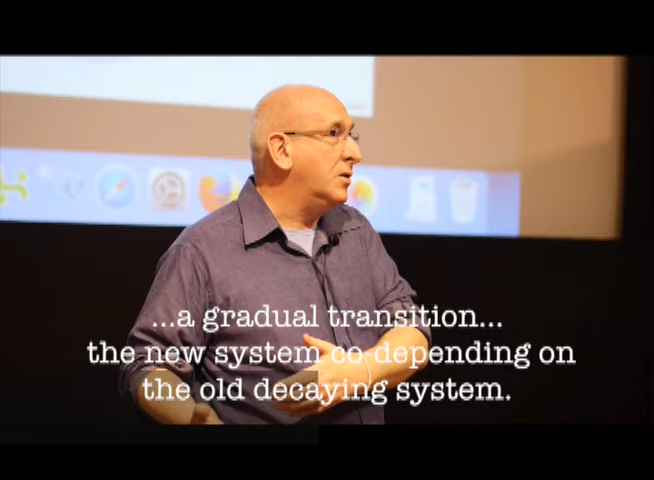 ...a gradual transition...
the new system co-depending on
the old decaying system.